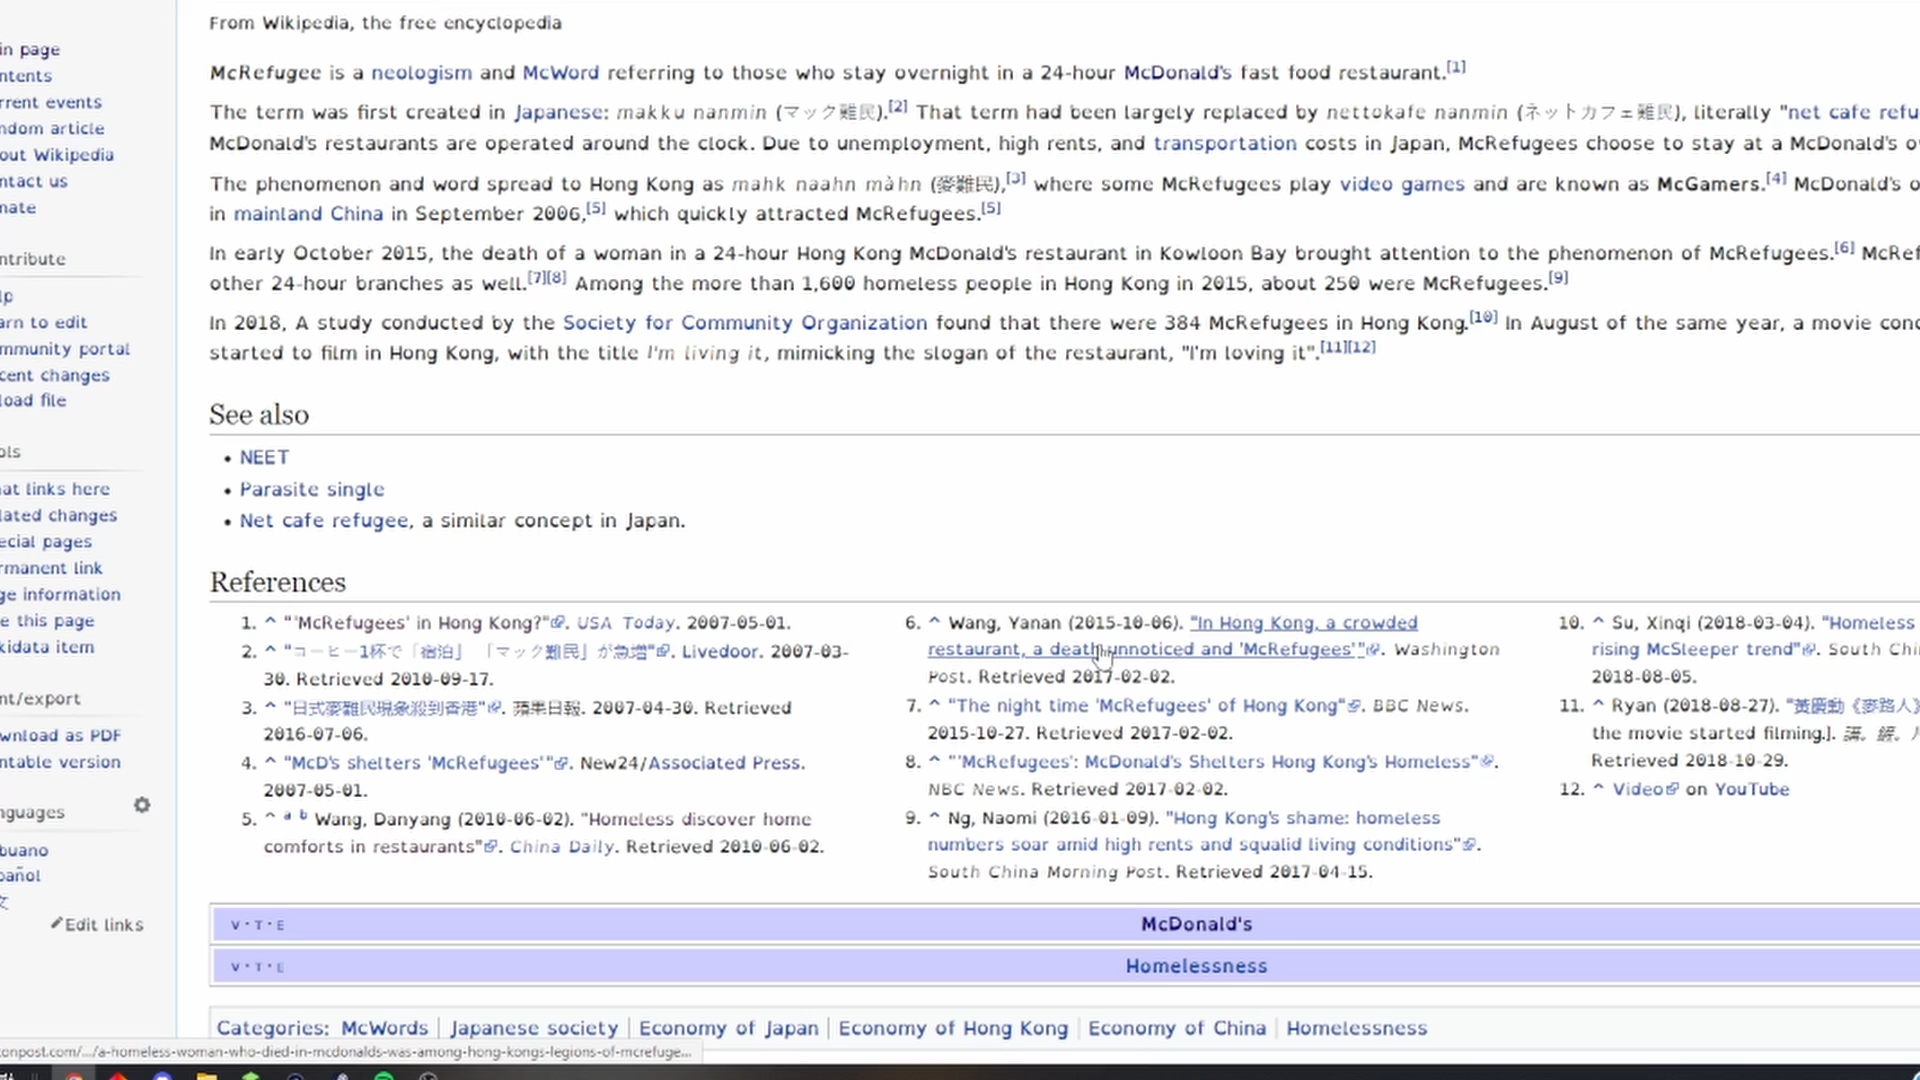 From Wikipedia, the free encyclopedia
in page
ntents
rrent events
ndom article
out Wikipedia
ntact us
nate
ntribute
lp
arn to edit
mmunity portal
cent changes
load file
ols
at links here
lated changes
ecial pages
rmanent link
ge information
e this page
kidata item
nt/export
wnload as PDF
ntable version
nguages
buano
pañol
文
Edit links
McRefugee is a neologism and McWord referring to those who stay overnight in a 24-hour McDonald's fast food restaurant.[1]
The term was first created in Japanese: makku nanmin (マック難民).[2] That term had been largely replaced by nettokafe nanmin (ネットカフェ難民), literally "net cafe refu
McDonald's restaurants are operated around the clock. Due to unemployment, high rents, and transportation costs in Japan, McRefugees choose to stay at a McDonald's o
The phenomenon and word spread to Hong Kong as mahk naahn màhn (麥難民),[3] where some McRefugees play video games and are known as McGamers.[4] McDonald's o
in mainland China in September 2006,[5] which quickly attracted McRefugees.[5]
In early October 2015, the death of a woman in a 24-hour Hong Kong McDonald's restaurant in Kowloon Bay brought attention to the phenomenon of McRefugees.[6] McRef
other 24-hour branches as well.[7][8] Among the more than 1,600 homeless people in Hong Kong in 2015, about 250 were McRefugees.[9]
In 2018, A study conducted by the Society for Community Organization found that there were 384 McRefugees in Hong Kong.[10] In August of the same year, a movie conc
started to film in Hong Kong, with the title I'm living it, mimicking the slogan of the restaurant, "I'm loving it".[11][12]
See also
• NEET
• Parasite single
• Net cafe refugee, a similar concept in Japan.
References
1. ^ "'McRefugees' in Hong Kong?". USA Today. 2007-05-01.
2. ^ "コーヒー1杯で「宿泊」 「マック難民」が急増". Livedoor. 2007-03-
30. Retrieved 2010-09-17.
3. ^ "日式麥難民現象殺到香港". 蘋果日報. 2007-04-30. Retrieved
2016-07-06.
4. ^ "McD's shelters 'McRefugees'". New24/Associated Press.
2007-05-01.
5. ^ a b Wang, Danyang (2010-06-02). "Homeless discover home
comforts in restaurants". China Daily. Retrieved 2010-06-02.
6. ^ Wang, Yanan (2015-10-06). "In Hong Kong, a crowded
restaurant, a death unnoticed and 'McRefugees'". Washington
Post. Retrieved 2017-02-02.
7. ^ "The night time 'McRefugees' of Hong Kong". BBC News.
2015-10-27. Retrieved 2017-02-02.
8. ^ "'McRefugees': McDonald's Shelters Hong Kong's Homeless".
NBC News. Retrieved 2017-02-02.
9. ^ Ng, Naomi (2016-01-09). "Hong Kong's shame: homeless
numbers soar amid high rents and squalid living conditions".
South China Morning Post. Retrieved 2017-04-15.
10. ^ Su, Xinqi (2018-03-04). "Homeless
rising McSleeper trend". South Chi
2018-08-05.
11. ^ Ryan (2018-08-27). "黃慶勳《麥路人》
the movie started filming.]. 講。經。
Retrieved 2018-10-29.
12. ^ Video on YouTube
V·T·E McDonald's
V·T·E Homelessness
Categories: McWords | Japanese society | Economy of Japan | Economy of Hong Kong | Economy of China | Homelessness
onpost.com/.../a-homeless-woman-who-died-in-mcdonalds-was-among-hong-kongs-legions-of-mcrefuge...